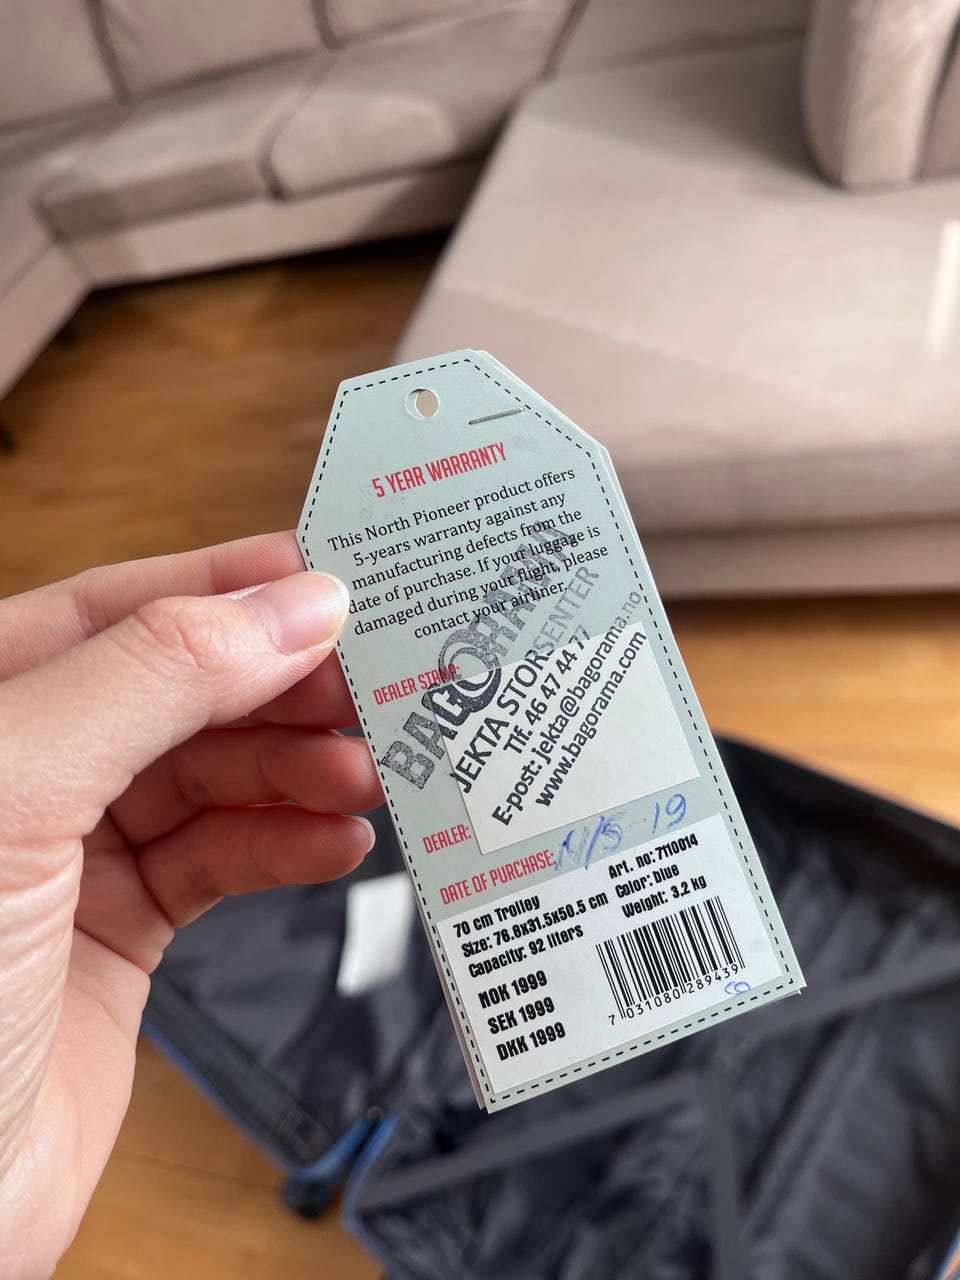 5 YEAR WARRANTY
This North Pioneer product offers
5-years warranty against any
manufacturing defects from the
date of purchase. If your luggage is
damaged during your flight, please
contact your airliner.
DEALER STAMP:
BAGORAMA
JEKTA STORSENTER
Tlf. 46 47 44 77
E-post: jekta@bagorama.no
www.bagorama.com
DEALER:
DATE OF PURCHASE: 11/5-19
70 cm Trolley
Size: 76.8x31.5x50.5 cm
Capacity: 92 liters
Art. no: 7110014
Color: blue
Weight: 3.2 kg
NOK 1999
SEK 1999
DKK 1999
7 031080 289439